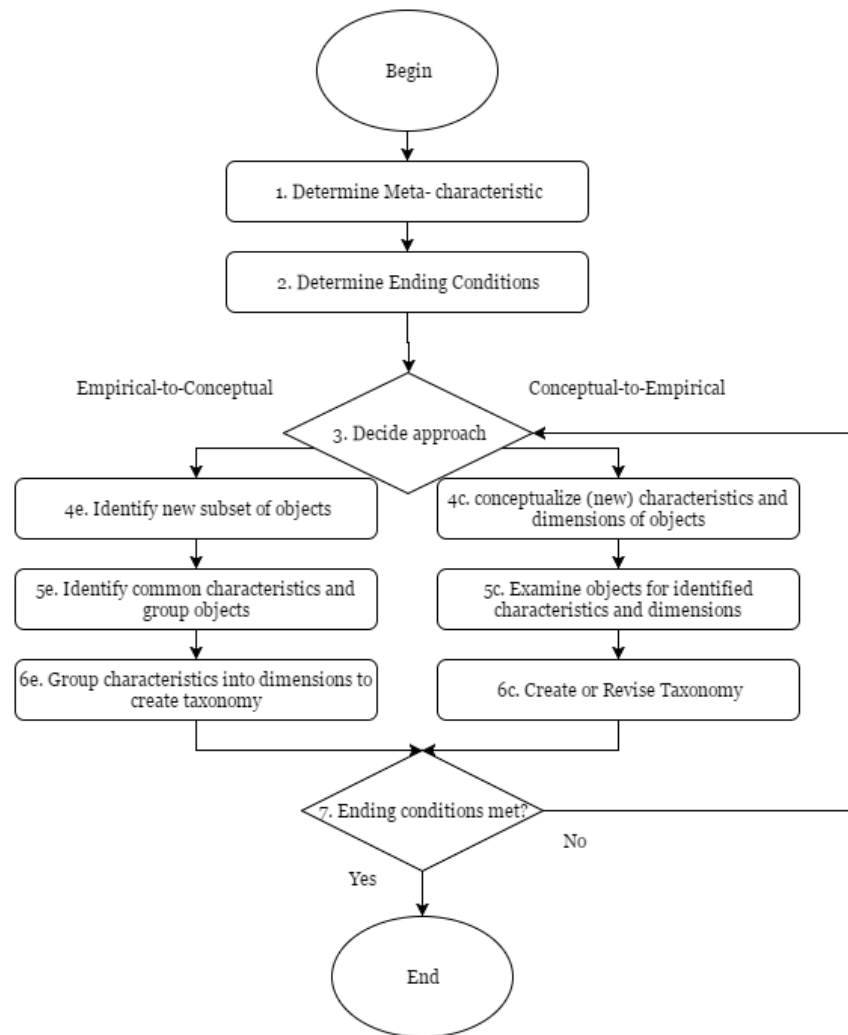 Begin
1. Determine Meta- characteristic
2. Determine Ending Conditions
Empirical-to-Conceptual
Conceptual-to-Empirical
3. Decide approach
4e. Identify new subset of objects
4c. conceptualize (new) characteristics and
dimensions of objects
5e. Identify common characteristics and
group objects
5c. Examine objects for identified
characteristics and dimensions
6e. Group characteristics into dimensions to
create taxonomy
6c. Create or Revise Taxonomy
7. Ending conditions met?
No
Yes
End